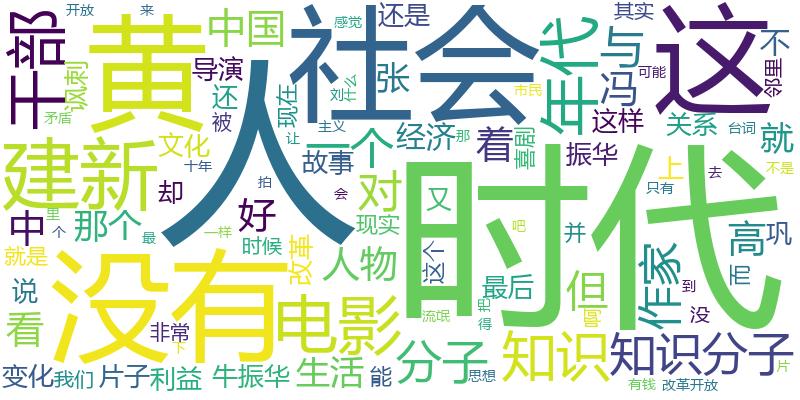 开放
来
感觉
还是
其实
干部
黄
中国
社会
这
年代
与
不
邻里
讽刺
导演
还
现在
刘
什么
张
冯
市民
可能
矛盾
人
被
让
主义
经济
那
着
喜剧
这样
关系
台词
就
建新
文化
一个
十年
故事
振华
不是
却
拍
对
上
只有
去
中
里
个
那个
最
好
会
现实
又
时代
并
高
巩
就是
没有
一样
时候
吧
改革
人物
这个
作家
而
说
最后
但
到
看
电影
把
得
没
非常
流氓
下
知识
知识分子
变化
我们
片子
利益
牛振华
生活
能
分子
思想
有钱
改革开放
片